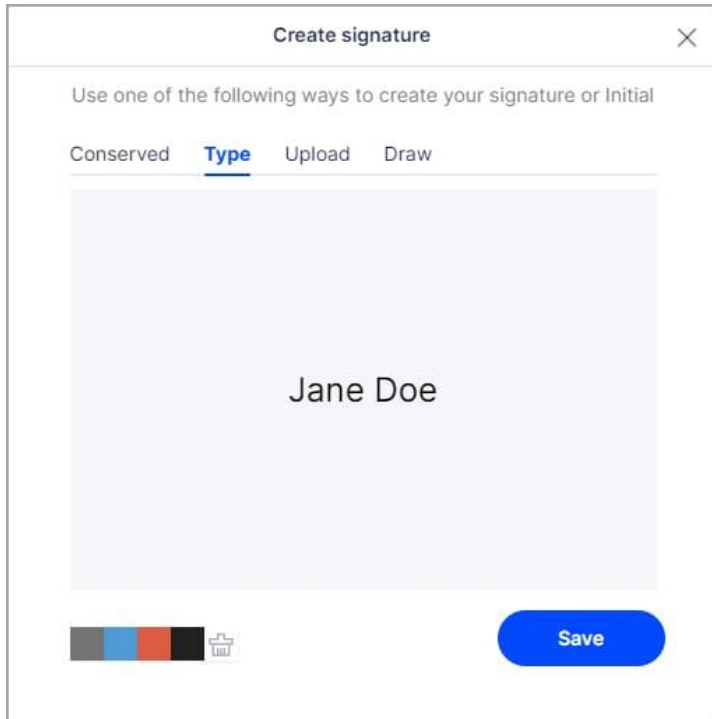 Create signature
Use one of the following ways to create your signature or Initial
Conserved Type Upload Draw
Jane Doe
Save